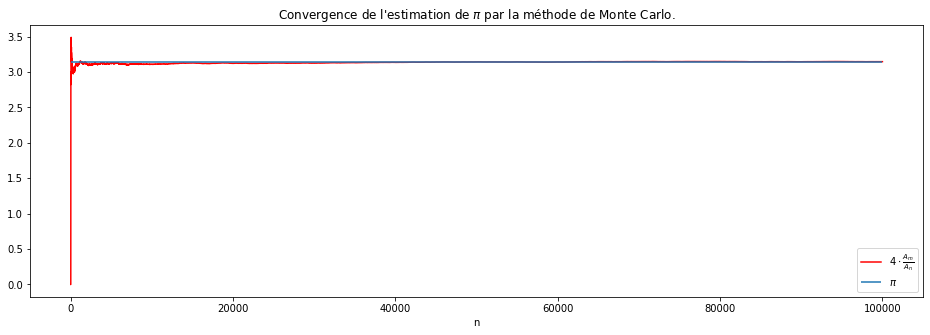 Convergence de l'estimation de π par la méthode de Monte Carlo.
3.5
3.0
2.5
2.0
1.5
1.0
0.5
0.0
0 20000 40000 60000 80000 100000
n
4 · A_m/A_n
π